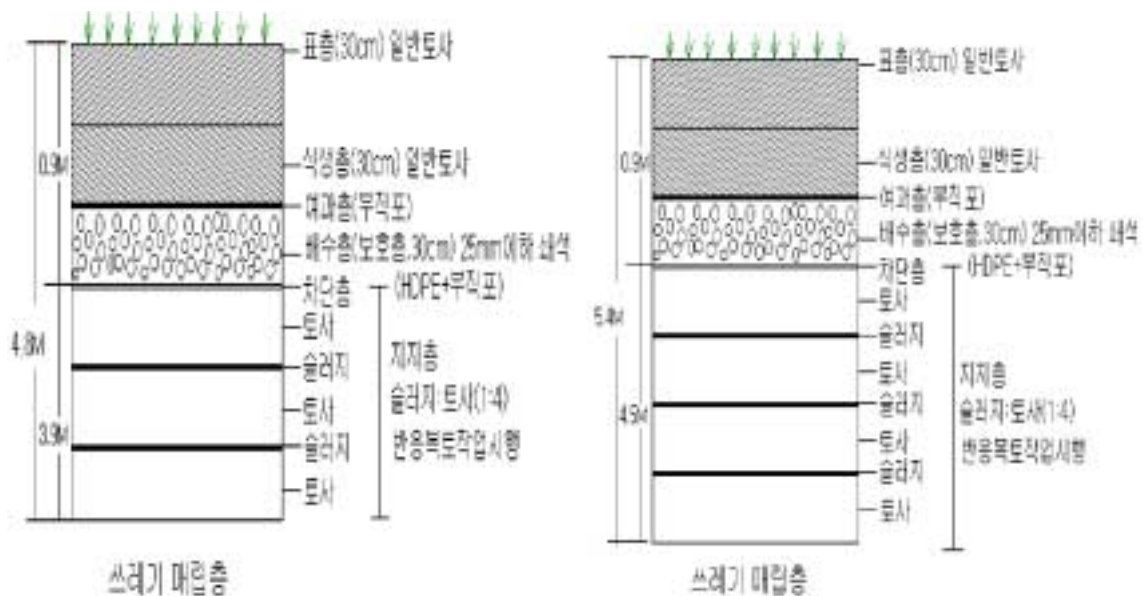 표층(30cm) 일반토사
0.9M
식생층(30cm) 일반토사
여과층(부직포)
배수층(보호층,30cm) 25mm이하 쇄석
차단층 (HDPE+부직포)
토사
4.8M
슬러지
지지층
토사
슬러지:토사(1:4)
3.9M
슬러지
반응복토작업시행
토사
쓰레기 매립층
표층(30cm) 일반토사
0.9M
식생층(30cm) 일반토사
여과층(부직포)
배수층(보호층,30cm) 25mm이하 쇄석
차단층 (HDPE+부직포)
토사
5.4M
슬러지
토사
지지층
슬러지
슬러지:토사(1:4)
4.5M
토사
반응복토작업시행
슬러지
토사
쓰레기 매립층